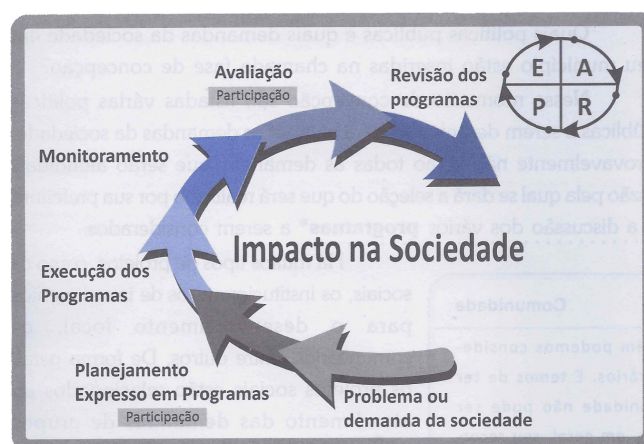 Avaliação
Participação
Revisão dos
programas
E A
P R
Monitoramento
Impacto na Sociedade
Execução dos
Programas
Planejamento
Expresso em Programas
Participação
Problema ou
demanda da sociedade